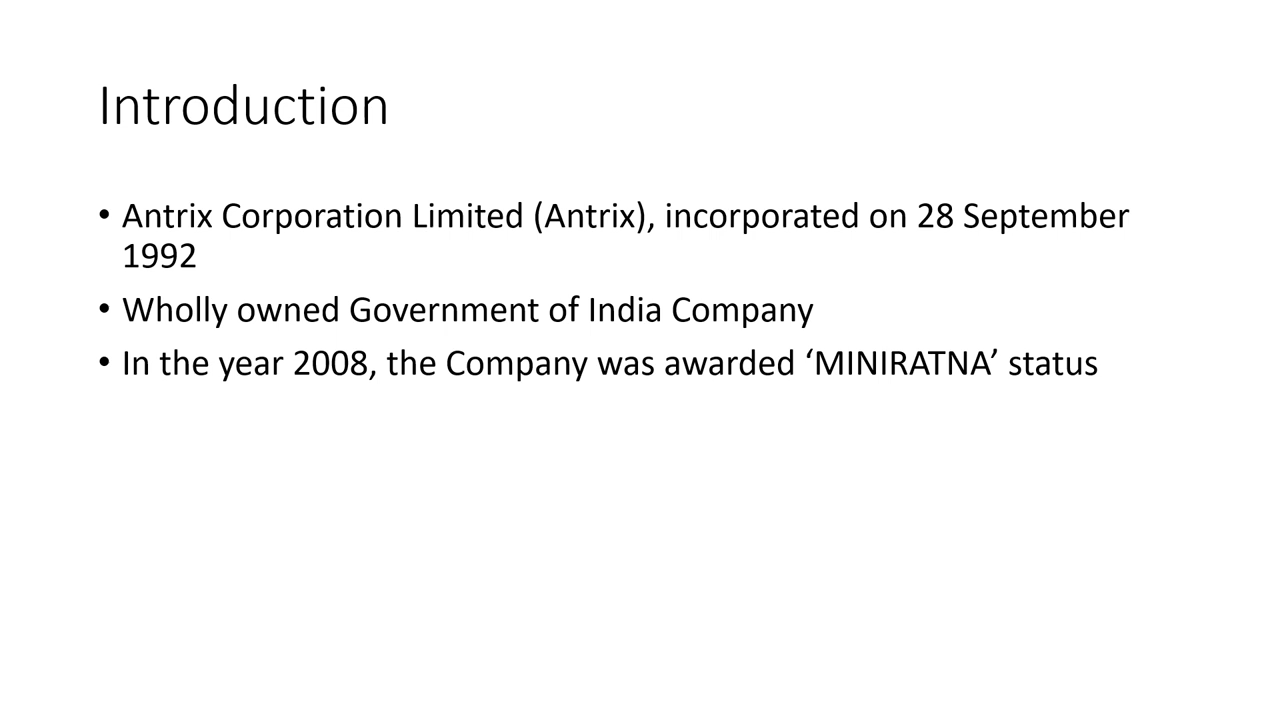 Introduction
• Antrix Corporation Limited (Antrix), incorporated on 28 September
1992
• Wholly owned Government of India Company
• In the year 2008, the Company was awarded ‘MINIRATNA’ status